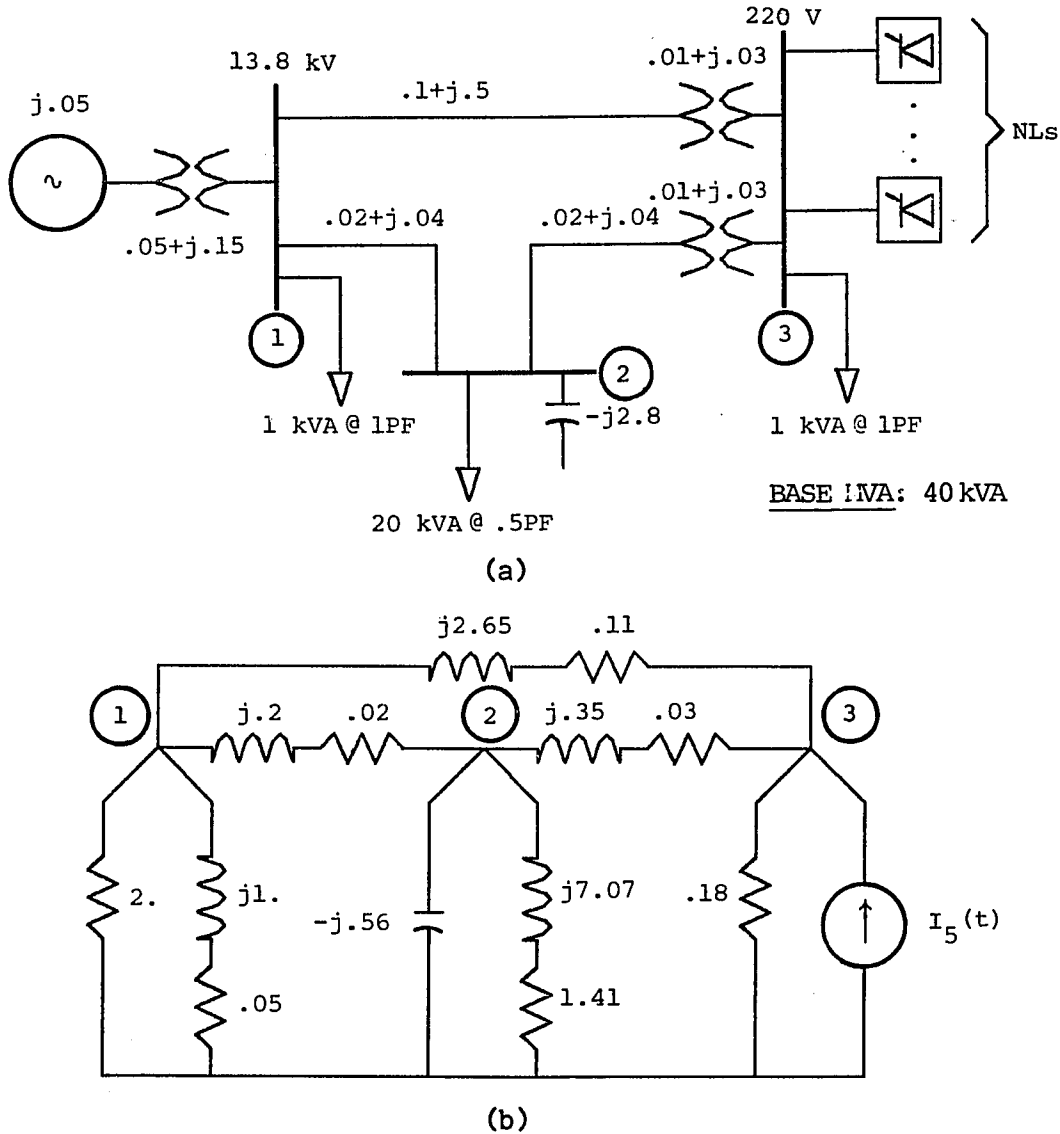 220 V
13.8 kV
.01+j.03
.1+j.5
j.05
~
NLs
.01+j.03
.02+j.04
.02+j.04
.05+j.15
1
3
2
-j2.8
1 kVA @ 1PF
1 kVA @ 1PF
BASE MVA: 40 kVA
20 kVA @ .5PF
(a)
j2.65
.11
1
j.2
.02
2
j.35
.03
3
2.
j1.
-j.56
j7.07
.18
I5(t)
.05
1.41
(b)